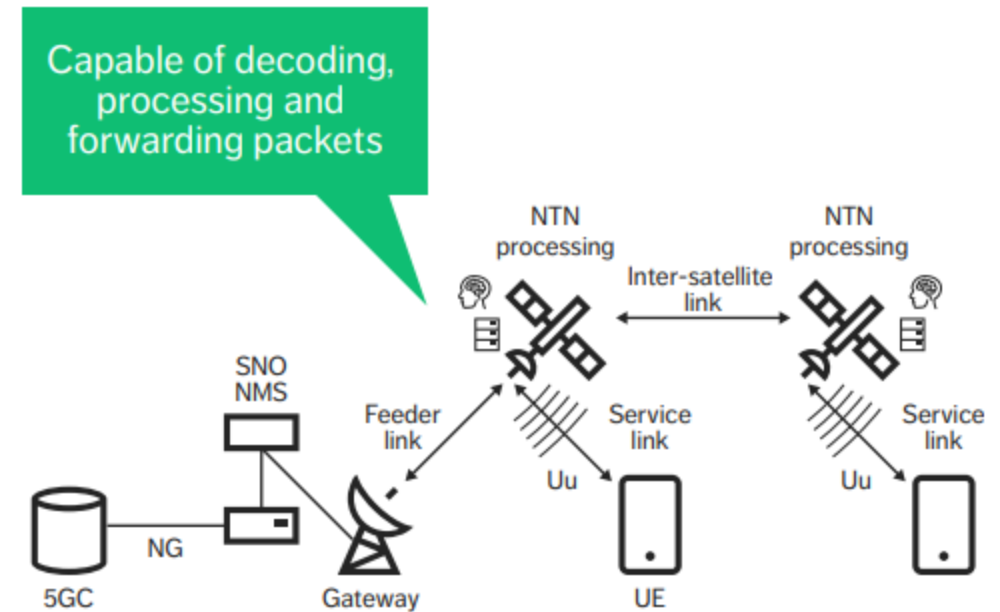 Capable of decoding,
processing and
forwarding packets
NTN
processing
NTN
processing
Inter-satellite
link
SNO
NMS
Feeder
link
Service
link
Service
link
Uu
Uu
NG
5GC
Gateway
UE